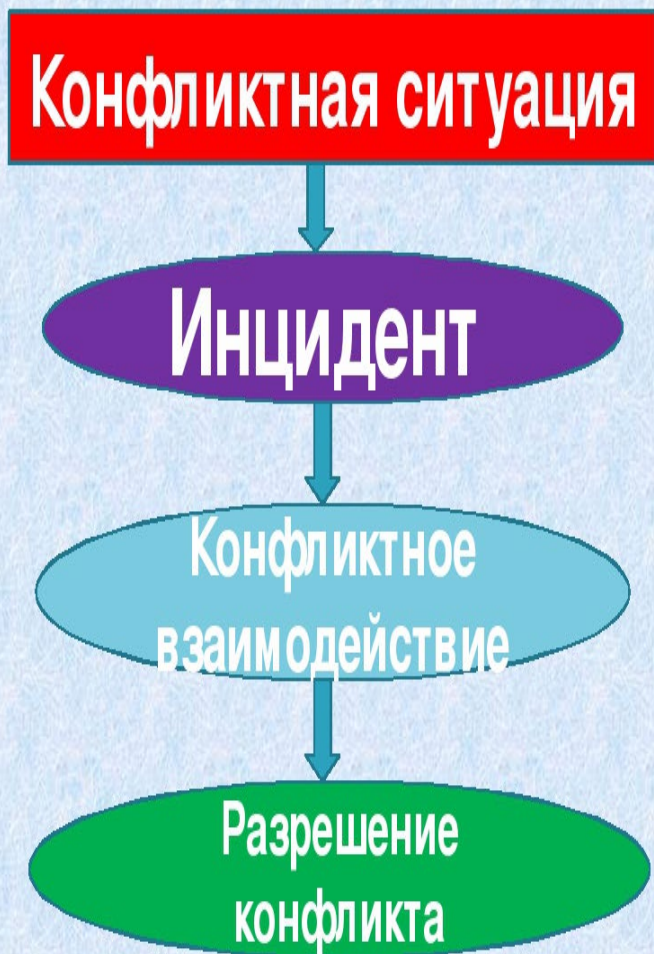 Конфликтная ситуация
Инцидент
Конфликтное
взаимодействие
Разрешение
конфликта